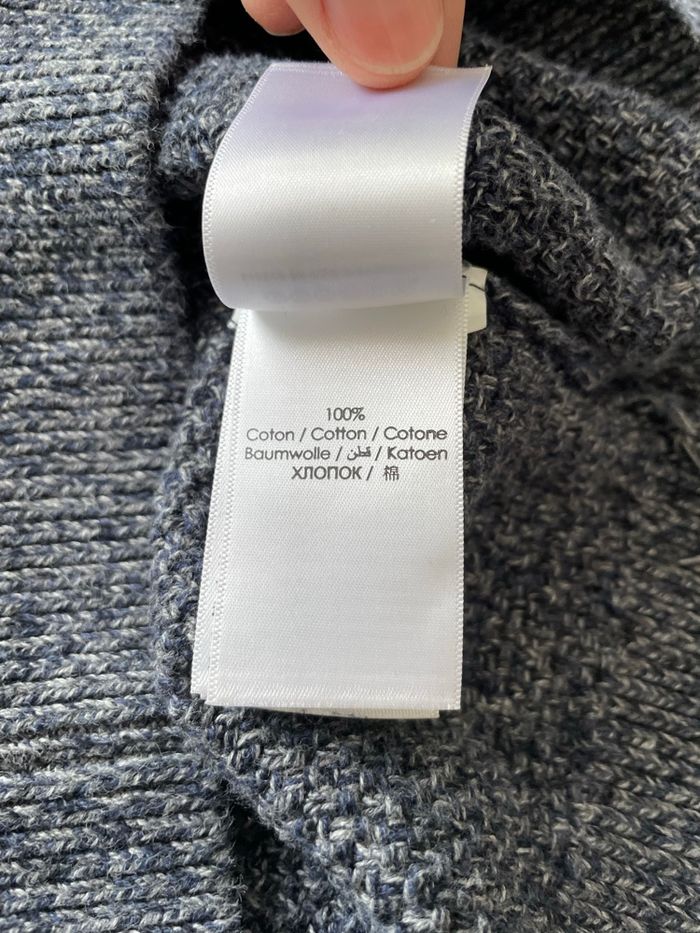 100%
Coton / Cotton / Cotone
Baumwolle / قطن / Katoen
ХЛОПОК / 棉